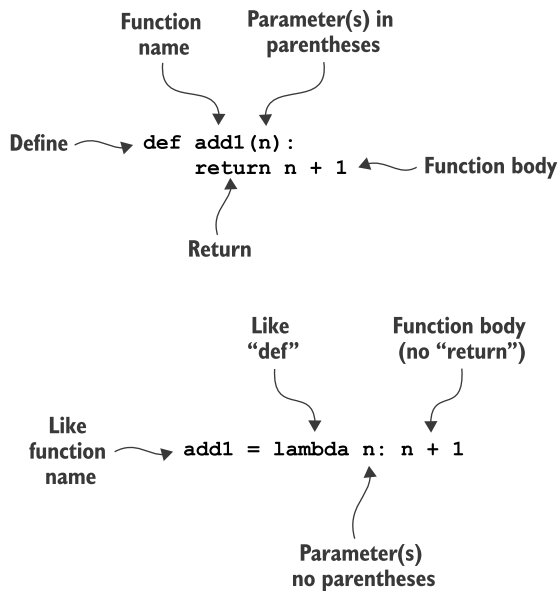 Function
name
Parameter(s) in
parentheses
Define
def add1(n):
return n + 1
Function body
Return
Like
“def”
Function body
(no “return”)
Like
function
name
add1 = lambda n: n + 1
Parameter(s)
no parentheses